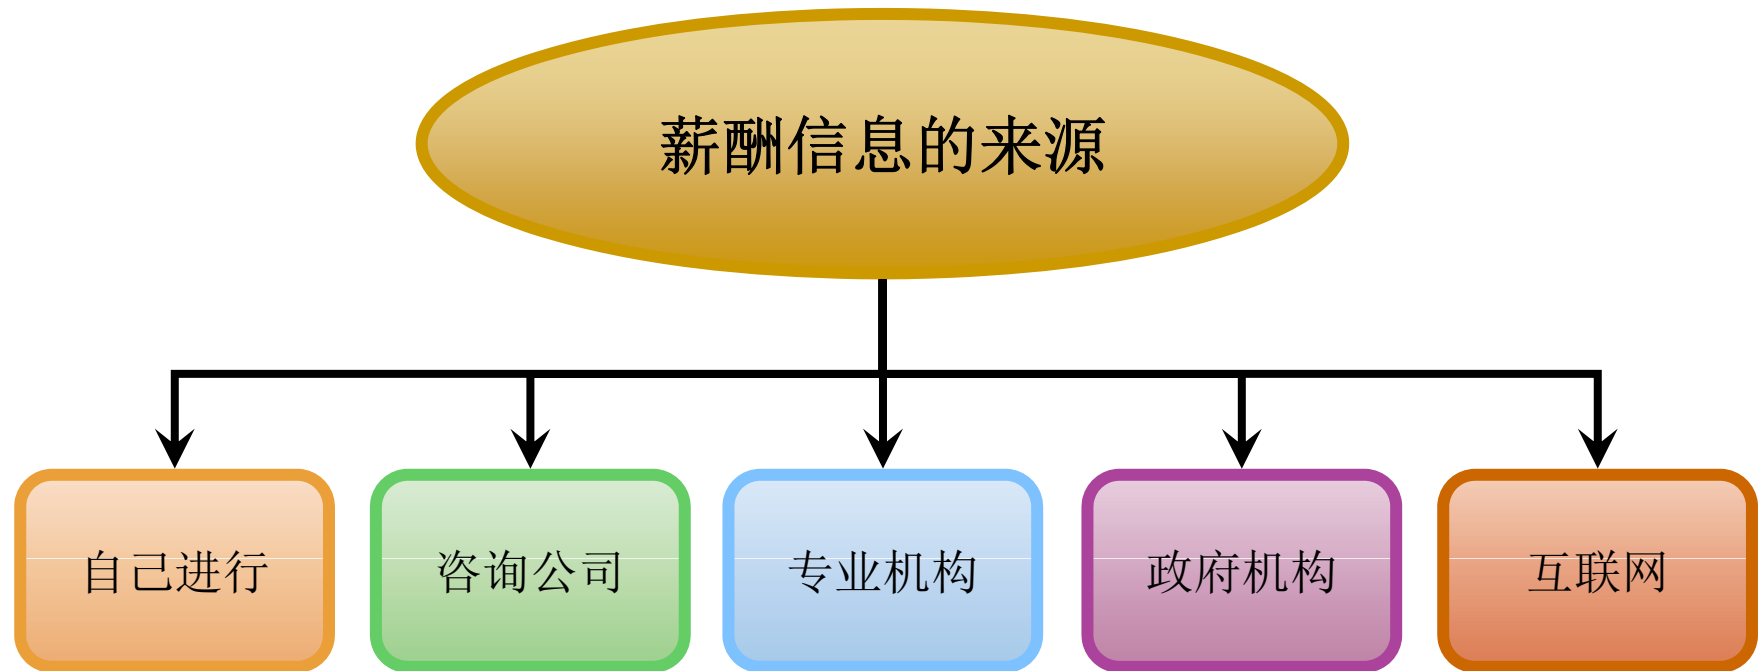 薪酬信息的来源
自己进行
咨询公司
专业机构
政府机构
互联网